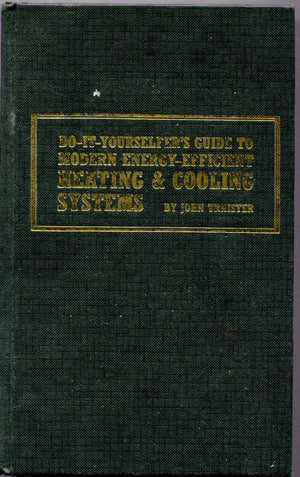 DO-IT-YOURSELFER'S GUIDE TO
MODERN ENERGY-EFFICIENT
HEATING & COOLING
SYSTEMS BY JOHN TRAISTER